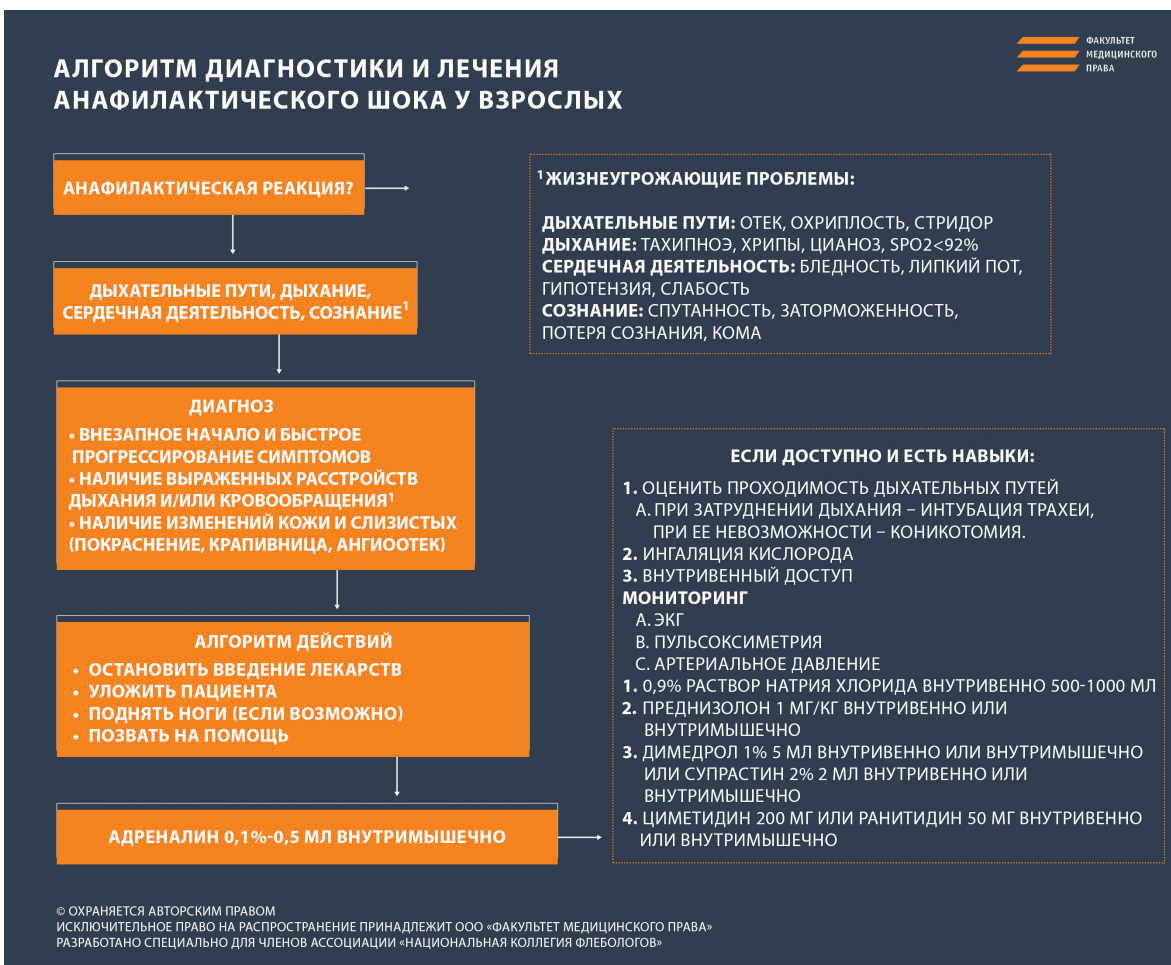 АЛГОРИТМ ДИАГНОСТИКИ И ЛЕЧЕНИЯ
АНАФИЛАКТИЧЕСКОГО ШОКА У ВЗРОСЛЫХ
ФАКУЛЬТЕТ
МЕДИЦИНСКОГО
ПРАВА
АНАФИЛАКТИЧЕСКАЯ РЕАКЦИЯ?
ДЫХАТЕЛЬНЫЕ ПУТИ, ДЫХАНИЕ,
СЕРДЕЧНАЯ ДЕЯТЕЛЬНОСТЬ, СОЗНАНИЕ¹
¹ ЖИЗНЕУГРОЖАЮЩИЕ ПРОБЛЕМЫ:
ДЫХАТЕЛЬНЫЕ ПУТИ: ОТЕК, ОХРИПЛОСТЬ, СТРИДОР
ДЫХАНИЕ: ТАХИПНОЭ, ХРИПЫ, ЦИАНОЗ, SPO2<92%
СЕРДЕЧНАЯ ДЕЯТЕЛЬНОСТЬ: БЛЕДНОСТЬ, ЛИПКИЙ ПОТ,
ГИПОТЕНЗИЯ, СЛАБОСТЬ
СОЗНАНИЕ: СПУТАННОСТЬ, ЗАТОРМОЖЕННОСТЬ,
ПОТЕРЯ СОЗНАНИЯ, КОМА
ДИАГНОЗ
• ВНЕЗАПНОЕ НАЧАЛО И БЫСТРОЕ
ПРОГРЕССИРОВАНИЕ СИМПТОМОВ
• НАЛИЧИЕ ВЫРАЖЕННЫХ РАССТРОЙСТВ
ДЫХАНИЯ И/ИЛИ КРОВООБРАЩЕНИЯ¹
• НАЛИЧИЕ ИЗМЕНЕНИЙ КОЖИ И СЛИЗИСТЫХ
(ПОКРАСНЕНИЕ, КРАПИВНИЦА, АНГИООТЕК)
АЛГОРИТМ ДЕЙСТВИЙ
• ОСТАНОВИТЬ ВВЕДЕНИЕ ЛЕКАРСТВ
• УЛОЖИТЬ ПАЦИЕНТА
• ПОДНЯТЬ НОГИ (ЕСЛИ ВОЗМОЖНО)
• ПОЗВАТЬ НА ПОМОЩЬ
АДРЕНАЛИН 0,1%-0,5 МЛ ВНУТРИМЫШЕЧНО
ЕСЛИ ДОСТУПНО И ЕСТЬ НАВЫКИ:
1. ОЦЕНИТЬ ПРОХОДИМОСТЬ ДЫХАТЕЛЬНЫХ ПУТЕЙ
А. ПРИ ЗАТРУДНЕНИИ ДЫХАНИЯ – ИНТУБАЦИЯ ТРАХЕИ,
ПРИ ЕЕ НЕВОЗМОЖНОСТИ – КОНИКОТОМИЯ.
2. ИНГАЛЯЦИЯ КИСЛОРОДА
3. ВНУТРИВЕННЫЙ ДОСТУП
МОНИТОРИНГ
А. ЭКГ
В. ПУЛЬСОКСИМЕТРИЯ
С. АРТЕРИАЛЬНОЕ ДАВЛЕНИЕ
1. 0,9% РАСТВОР НАТРИЯ ХЛОРИДА ВНУТРИВЕННО 500-1000 МЛ
2. ПРЕДНИЗОЛОН 1 МГ/КГ ВНУТРИВЕННО ИЛИ
ВНУТРИМЫШЕЧНО
3. ДИМЕДРОЛ 1% 5 МЛ ВНУТРИВЕННО ИЛИ ВНУТРИМЫШЕЧНО
ИЛИ СУПРАСТИН 2% 2 МЛ ВНУТРИВЕННО ИЛИ
ВНУТРИМЫШЕЧНО
4. ЦИМЕТИДИН 200 МГ ИЛИ РАНИТИДИН 50 МГ ВНУТРИВЕННО
ИЛИ ВНУТРИМЫШЕЧНО
© ОХРАНЯЕТСЯ АВТОРСКИМ ПРАВОМ
ИСКЛЮЧИТЕЛЬНОЕ ПРАВО НА РАСПРОСТРАНЕНИЕ ПРИНАДЛЕЖИТ ООО «ФАКУЛЬТЕТ МЕДИЦИНСКОГО ПРАВА»
РАЗРАБОТАНО СПЕЦИАЛЬНО ДЛЯ ЧЛЕНОВ АССОЦИАЦИИ «НАЦИОНАЛЬНАЯ КОЛЛЕГИЯ ФЛЕБОЛОГОВ»